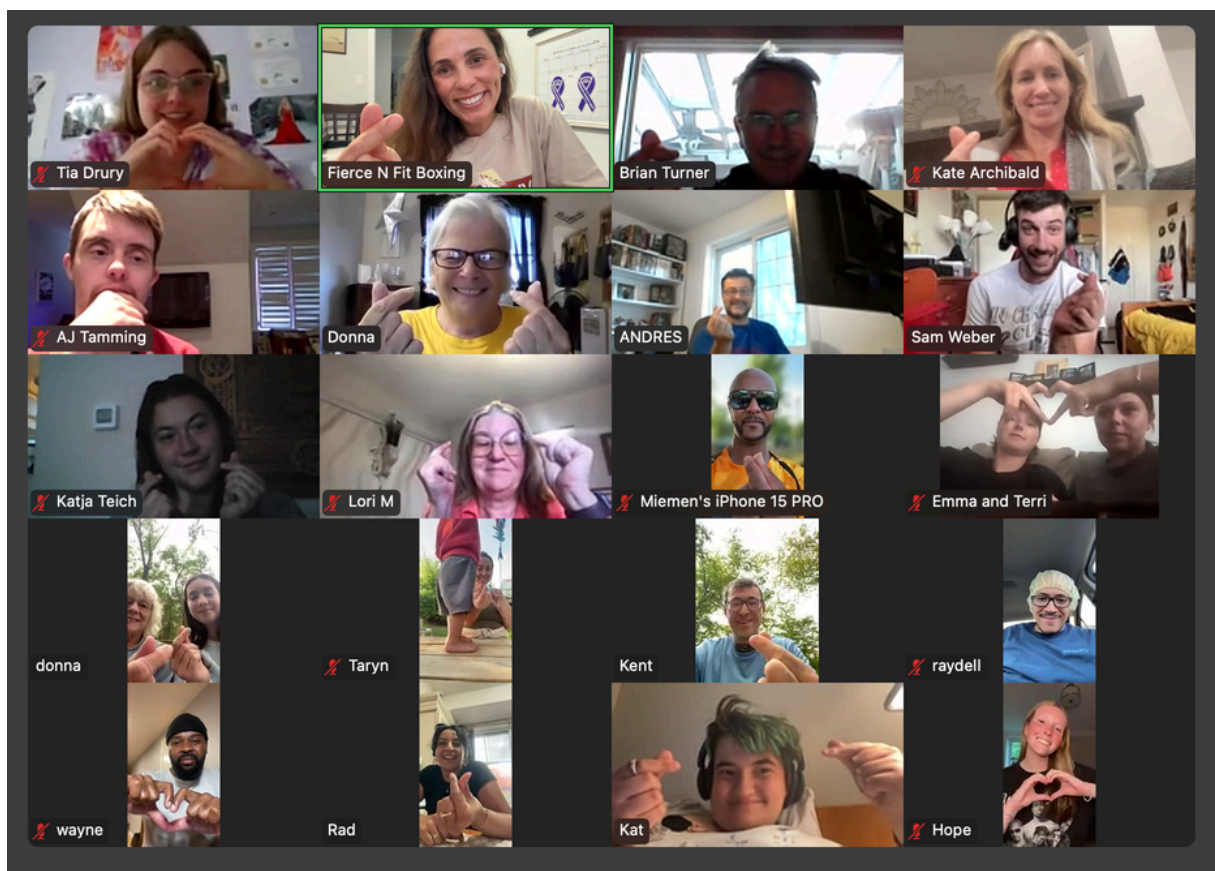 Tia Drury
Fierce N Fit Boxing
Brian Turner
Kate Archibald
AJ Tamming
Donna
ANDRES
Sam Weber
Katja Teich
Lori M
Miemen's iPhone 15 PRO
Emma and Terri
donna
Taryn
Kent
raydell
wayne
Rad
Kat
Hope